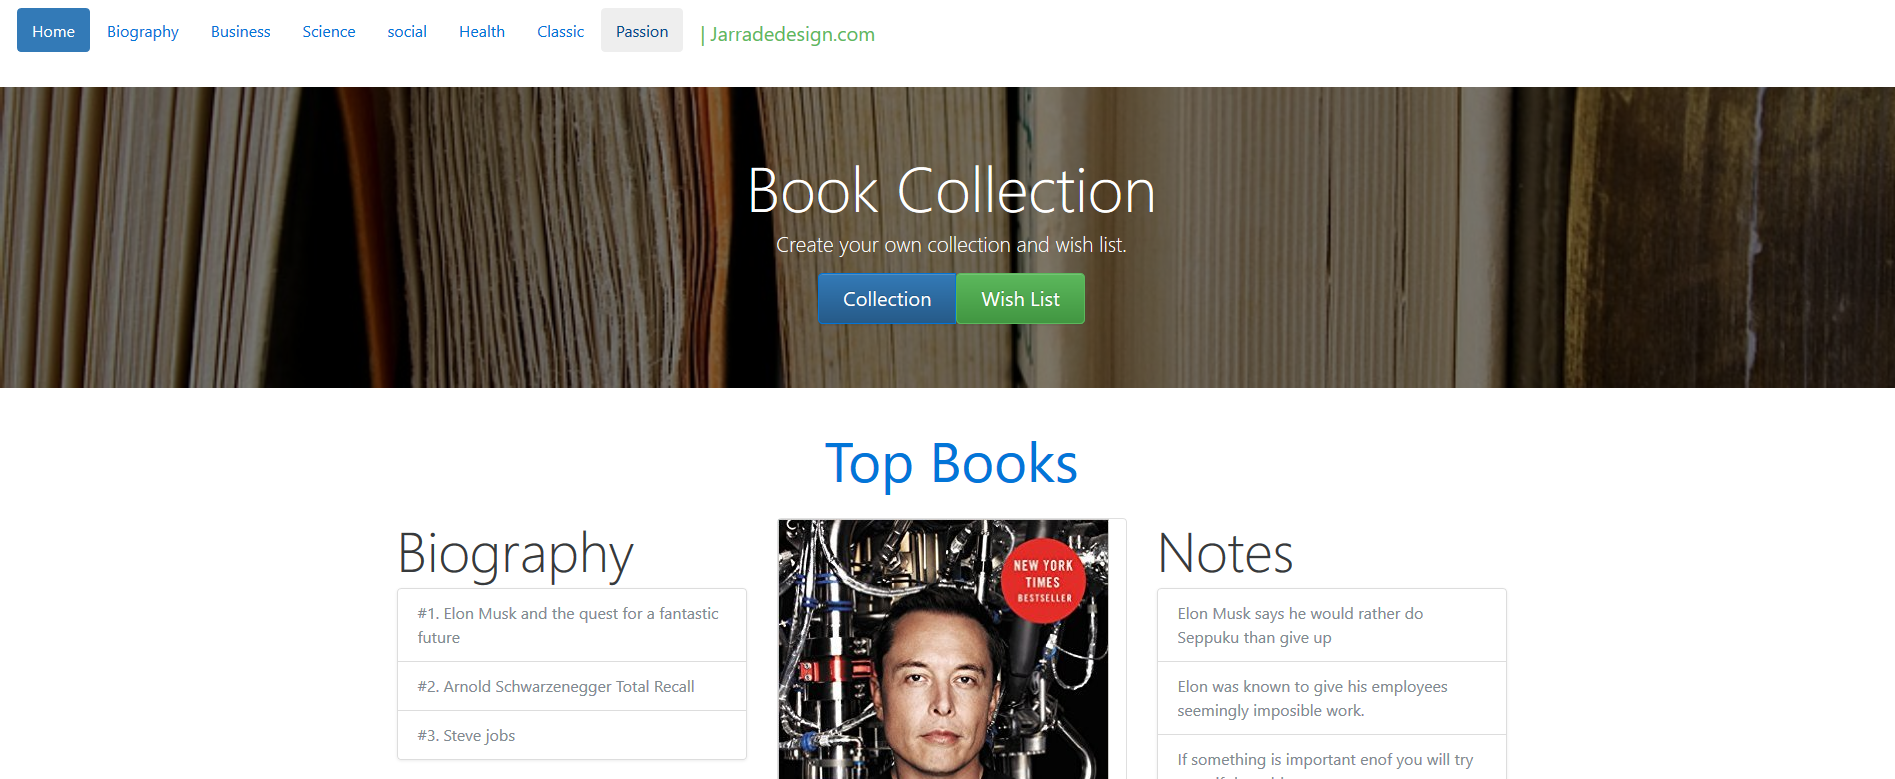 Home Biography Business Science social Health Classic Passion | Jarradedesign.com
Book Collection
Create your own collection and wish list.
Collection Wish List
Top Books
Biography
#1. Elon Musk and the quest for a fantastic
future
#2. Arnold Schwarzenegger Total Recall
#3. Steve jobs
NEW YORK
TIMES
BESTSELLER
Notes
Elon Musk says he would rather do
Seppuku than give up
Elon was known to give his employees
seemingly imposible work.
If something is important enof you will try